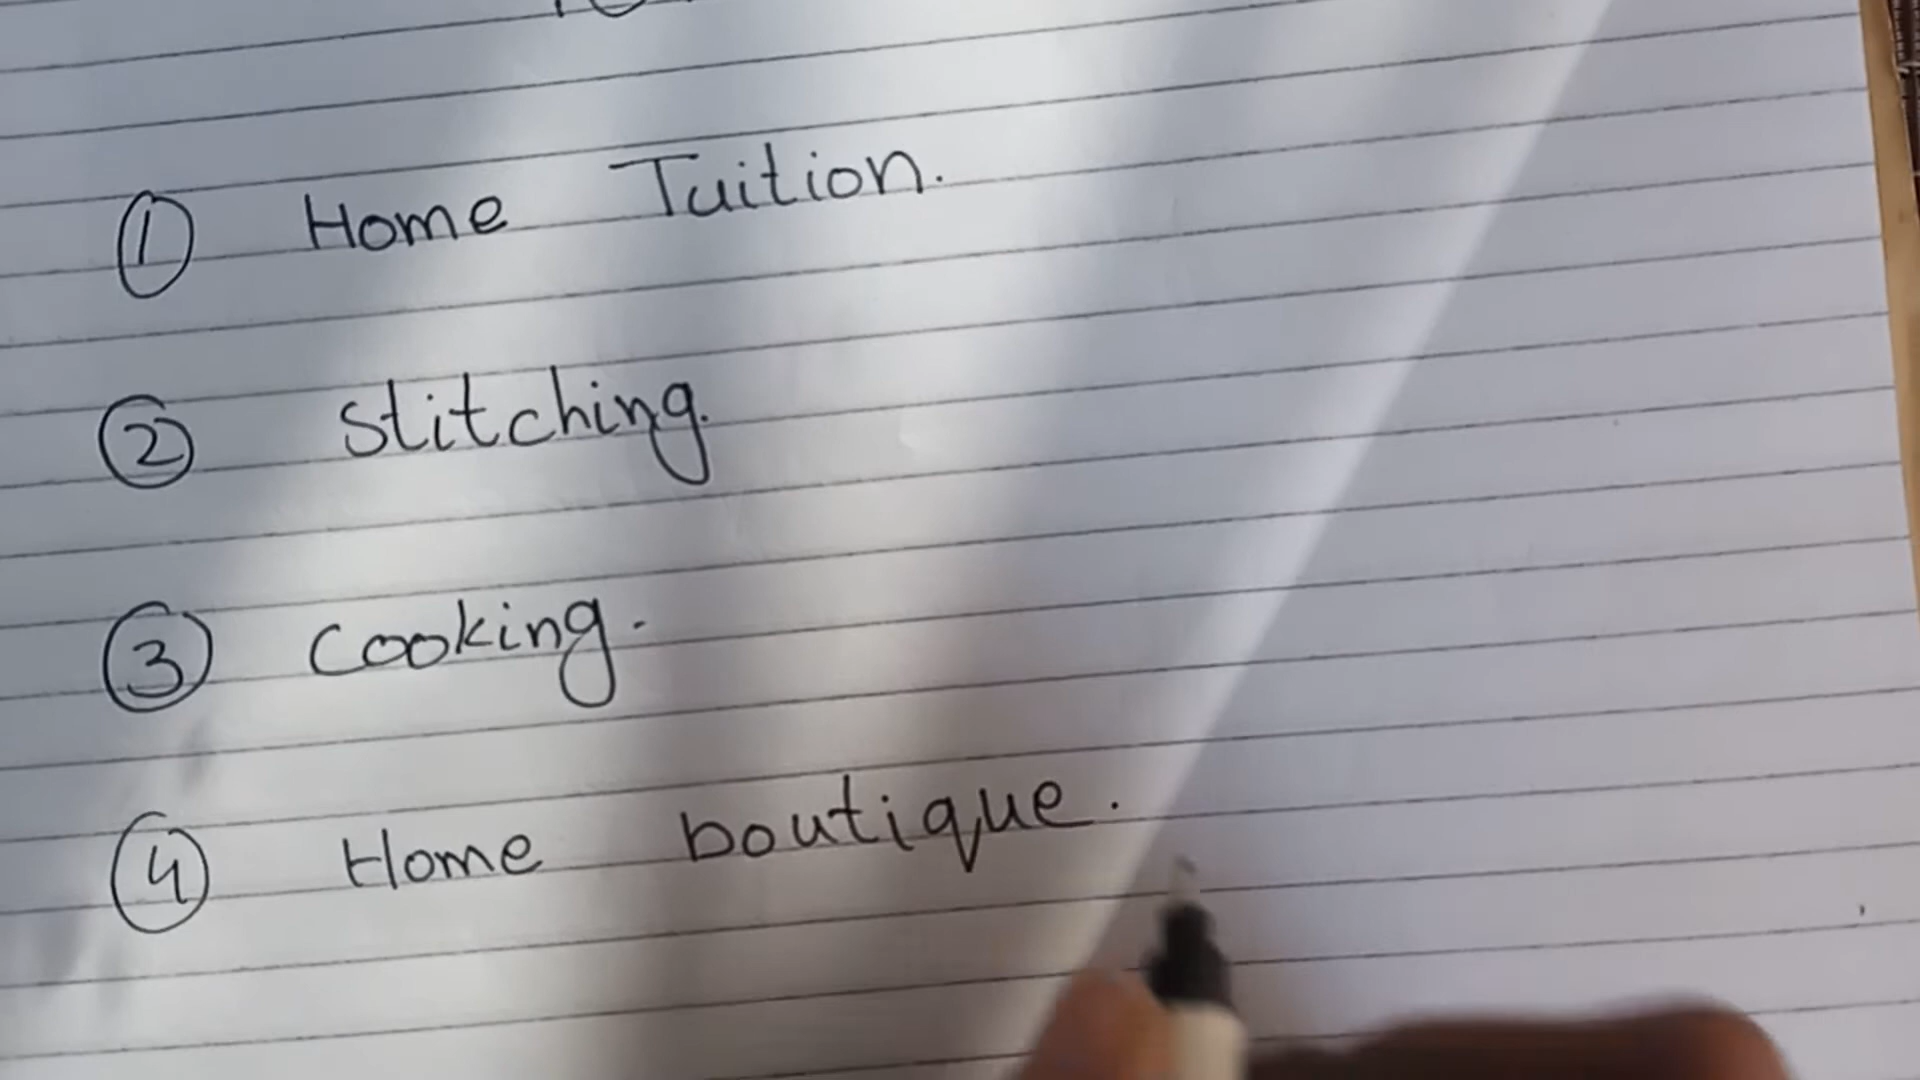 ① Home Tuition.
② Stitching.
③ Cooking.
④ Home boutique.